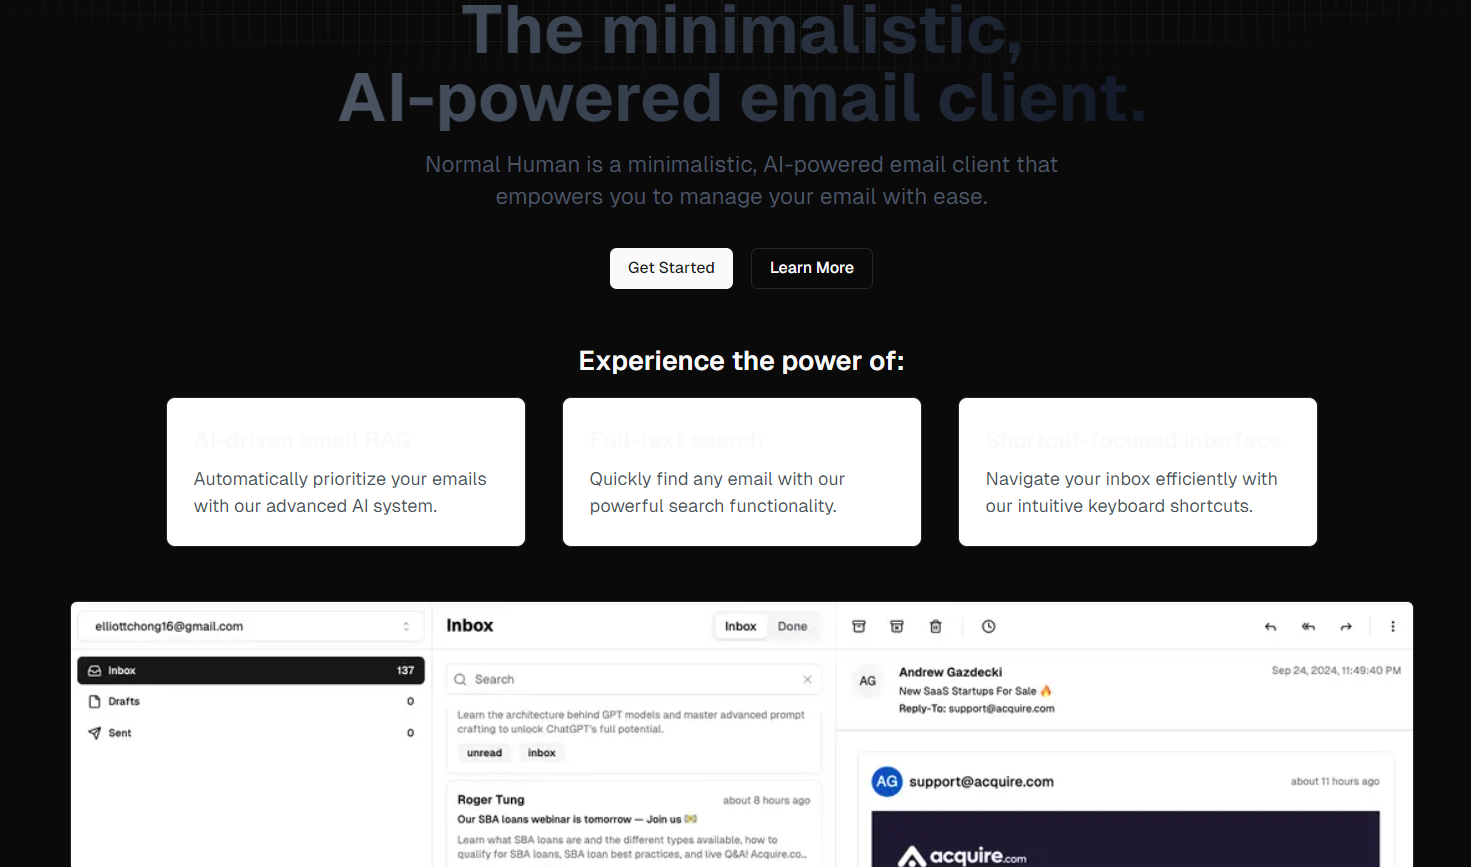 The minimalistic,
AI-powered email client.
Normal Human is a minimalistic, AI-powered email client that
empowers you to manage your email with ease.
Get Started
Learn More
Experience the power of:
AI-driven email RAG
Automatically prioritize your emails
with our advanced AI system.
Full-text search
Quickly find any email with our
powerful search functionality.
Shortcut-focused interface
Navigate your inbox efficiently with
our intuitive keyboard shortcuts.
elliottchong16@gmail.com
Inbox 137
Drafts 0
Sent 0
Inbox
Inbox Done
Search
Learn the architecture behind GPT models and master advanced prompt
crafting to unlock ChatGPT's full potential.
unread inbox
Roger Tung about 8 hours ago
Our SBA loans webinar is tomorrow — Join us 💸
Learn what SBA loans are and the different types available, how to
qualify for SBA loans, SBA loan best practices, and live Q&A! Acquire.co...
AG
Andrew Gazdecki
Sep 24, 2024, 11:49:40 PM
New SaaS Startups For Sale 🔥
Reply-To: support@acquire.com
AG support@acquire.com about 11 hours ago
acquire.com